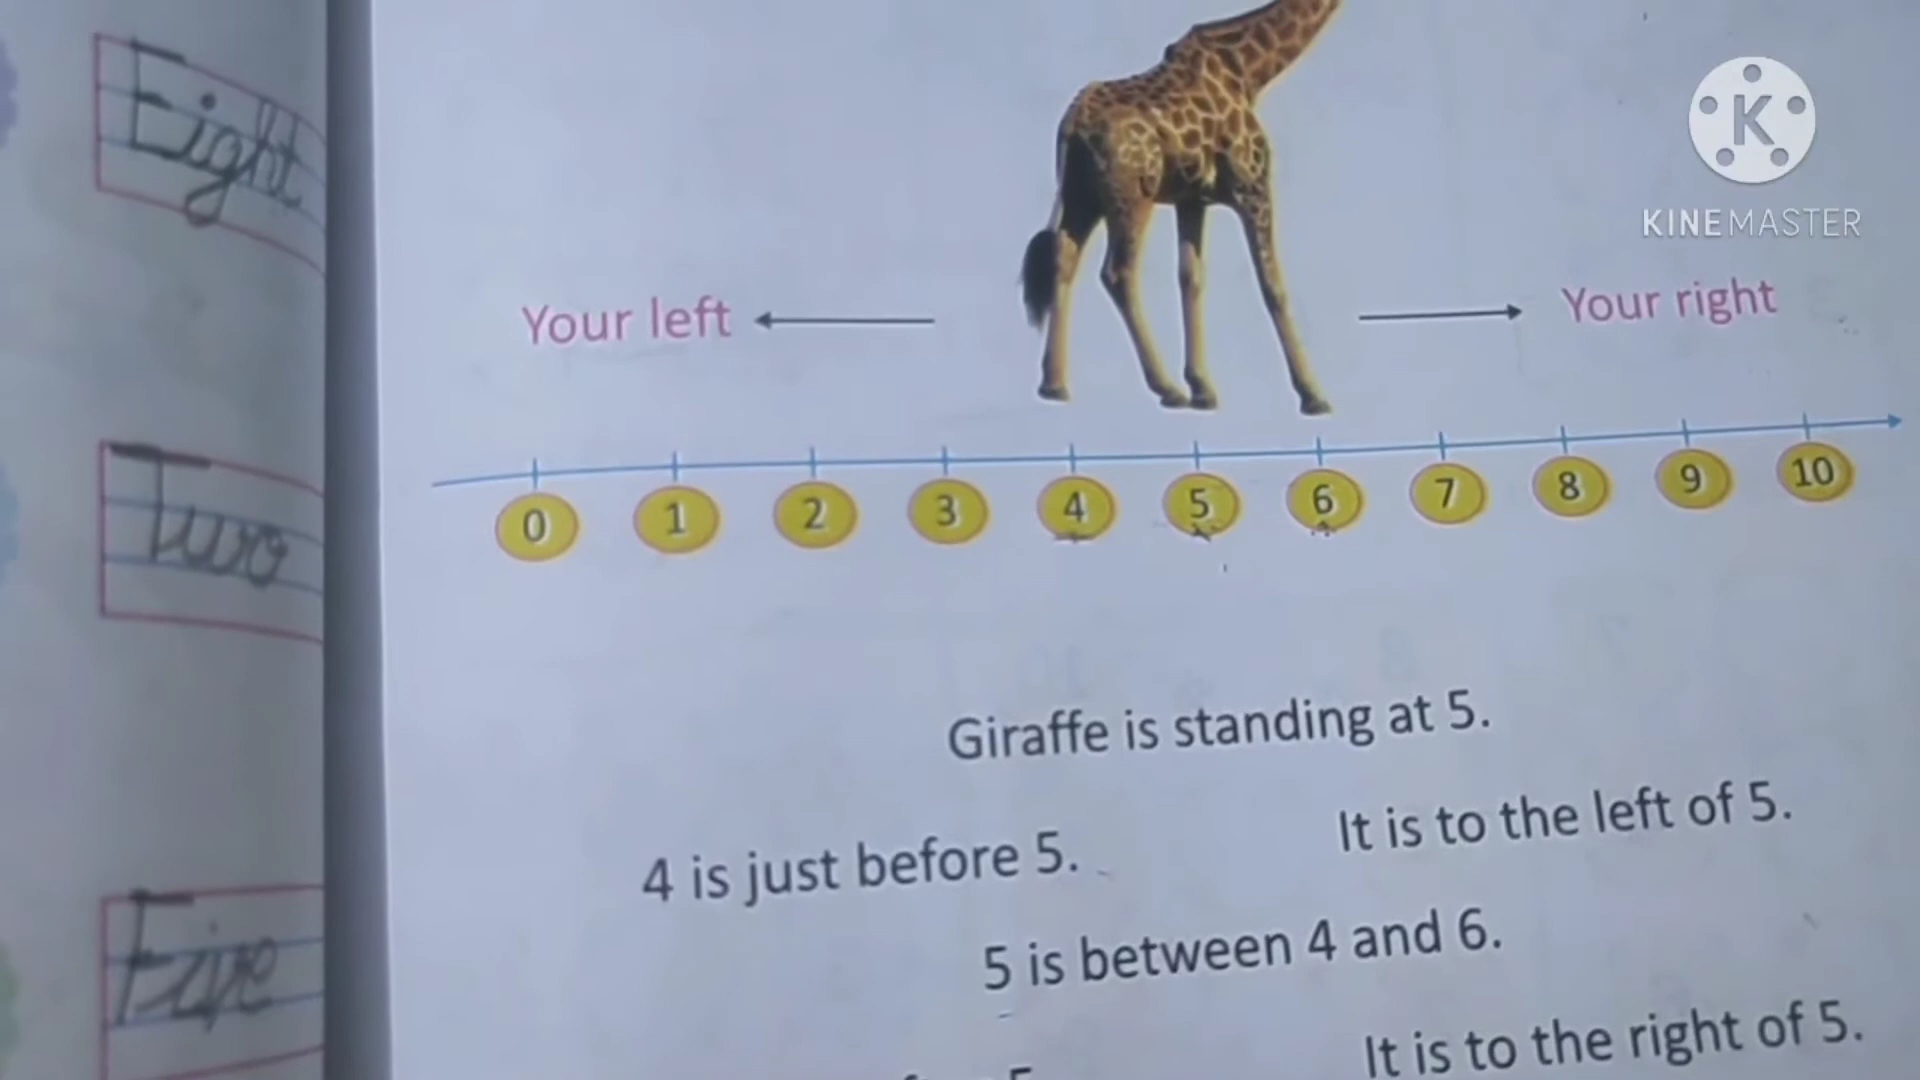 Eight
Two
Five
KINEMASTER
Your left
Your right
0 1 2 3 4 5 6 7 8 9 10
Giraffe is standing at 5.
4 is just before 5.
It is to the left of 5.
5 is between 4 and 6.
It is to the right of 5.